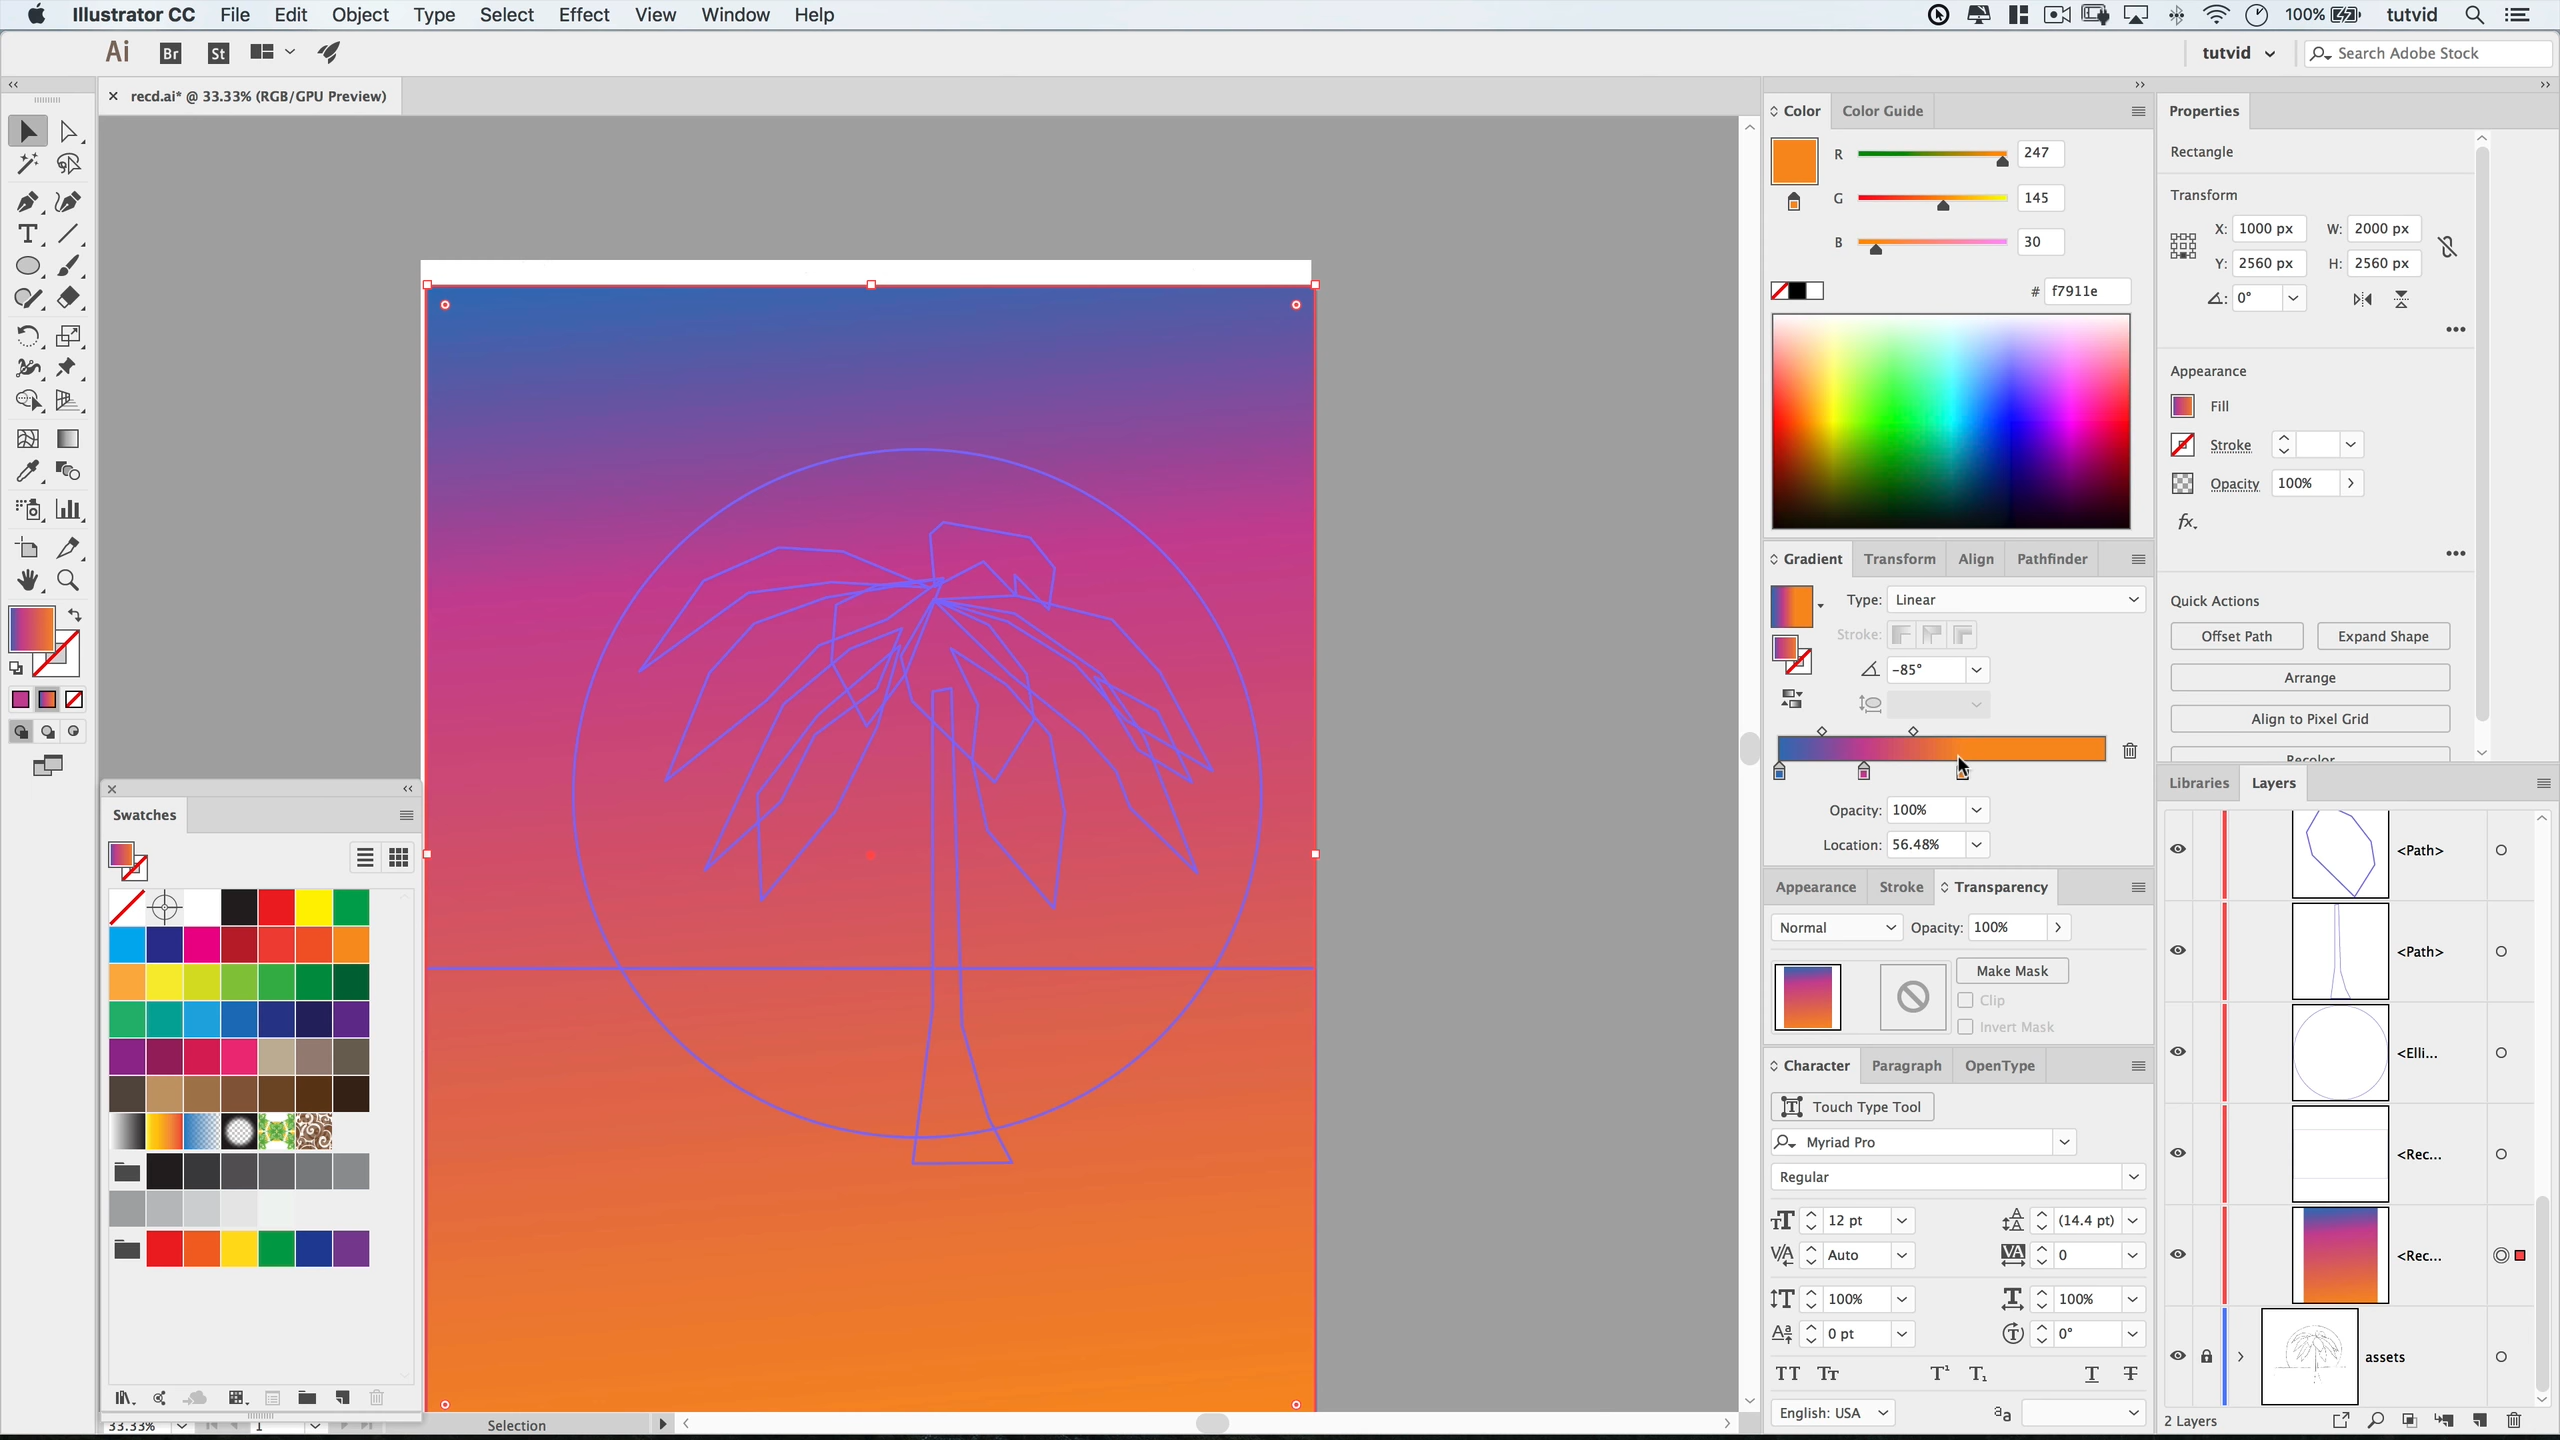 Illustrator CC File Edit Object Type Select Effect View Window Help 100% tutvid
Ai Br St tutvid Search Adobe Stock
recd.ai* @ 33.33% (RGB/GPU Preview)
Color Color Guide
R 247
G 145
B 30
# f7911e
Gradient Transform Align Pathfinder
Type: Linear
Stroke:
-85°
Opacity: 100%
Location: 56.48%
Appearance Stroke Transparency
Normal Opacity: 100%
Make Mask
Clip
Invert Mask
Character Paragraph OpenType
Touch Type Tool
Myriad Pro
Regular
12 pt (14.4 pt)
Auto 0
100% 100%
0 pt 0°
English: USA
Properties
Rectangle
Transform
X: 1000 px W: 2000 px
Y: 2560 px H: 2560 px
0°
Appearance
Fill
Stroke
Opacity 100%
fx.
Quick Actions
Offset Path Expand Shape
Arrange
Align to Pixel Grid
Recolor
Libraries Layers
<Path>
<Path>
<Elli...
<Rec...
<Rec...
assets
2 Layers
Swatches
33.33% 1 Selection